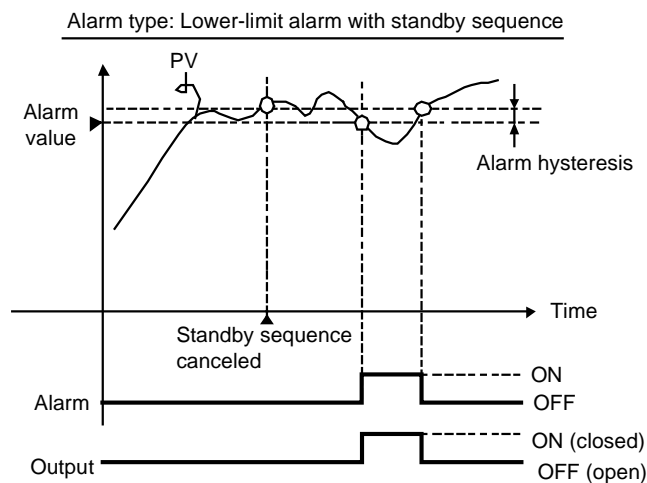 Alarm type: Lower-limit alarm with standby sequence
PV
Alarm
value
Alarm hysteresis
Time
Standby sequence
canceled
ON
Alarm
OFF
ON (closed)
Output
OFF (open)